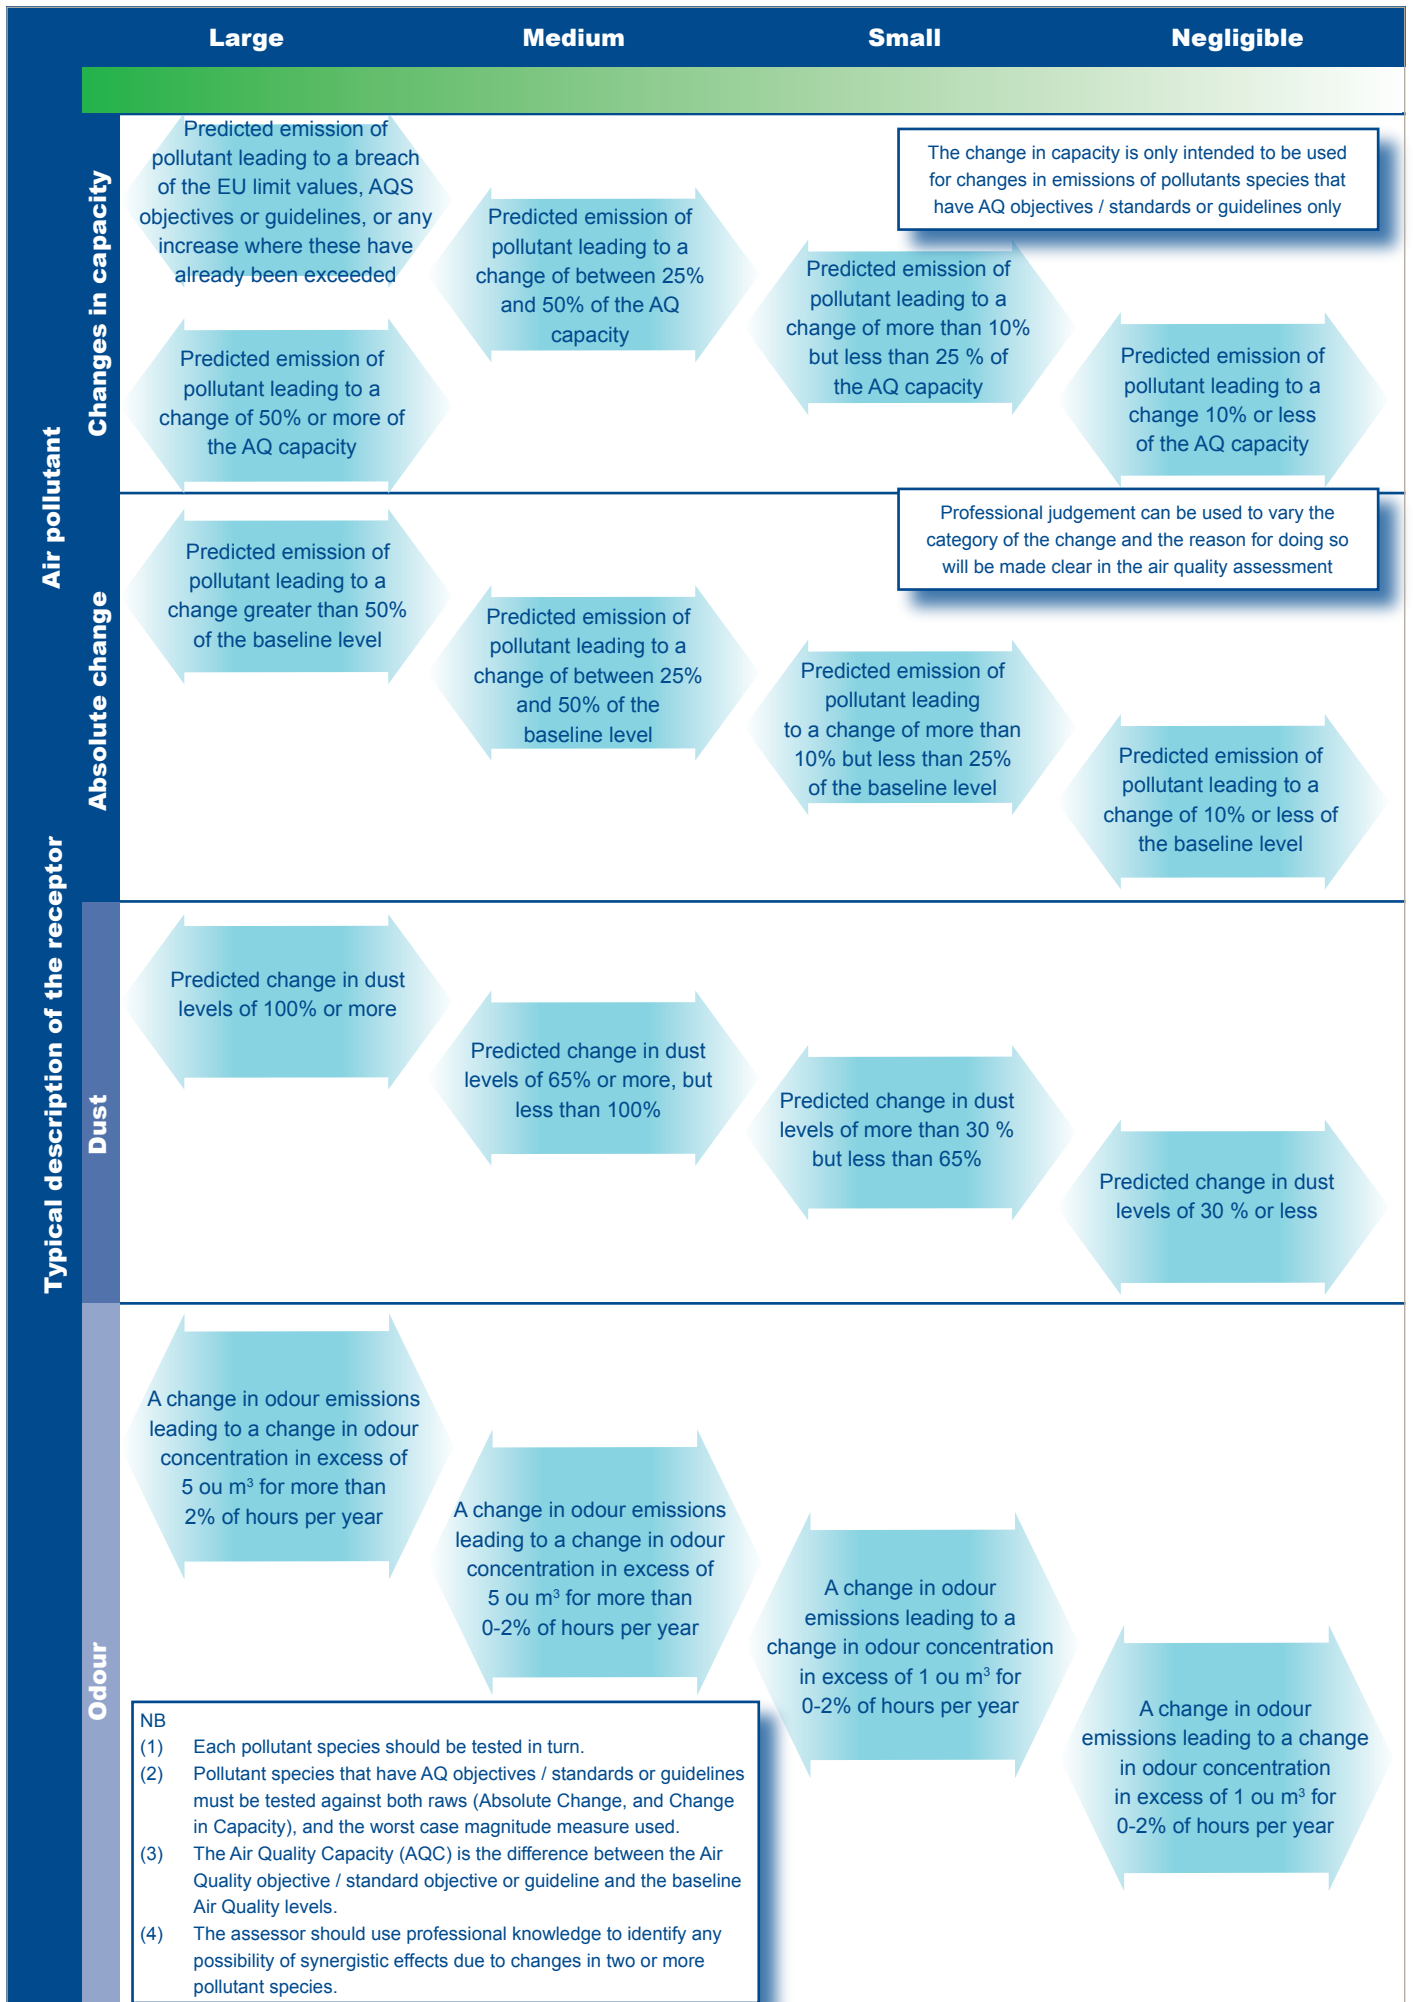 Large
Medium
Small
Negligible
Typical description of the receptor
Air pollutant
Changes in capacity
Predicted emission of
pollutant leading to a breach
of the EU limit values, AQS
objectives or guidelines, or any
increase where these have
already been exceeded
Predicted emission of
pollutant leading to a
change of 50% or more of
the AQ capacity
Predicted emission of
pollutant leading to a
change of between 25%
and 50% of the AQ
capacity
The change in capacity is only intended to be used
for changes in emissions of pollutants species that
have AQ objectives / standards or guidelines only
Predicted emission of
pollutant leading to a
change of more than 10%
but less than 25 % of
the AQ capacity
Predicted emission of
pollutant leading to a
change 10% or less
of the AQ capacity
Absolute change
Predicted emission of
pollutant leading to a
change greater than 50%
of the baseline level
Predicted emission of
pollutant leading to a
change of between 25%
and 50% of the
baseline level
Professional judgement can be used to vary the
category of the change and the reason for doing so
will be made clear in the air quality assessment
Predicted emission of
pollutant leading
to a change of more than
10% but less than 25%
of the baseline level
Predicted emission of
pollutant leading to a
change of 10% or less of
the baseline level
Dust
Predicted change in dust
levels of 100% or more
Predicted change in dust
levels of 65% or more, but
less than 100%
Predicted change in dust
levels of more than 30 %
but less than 65%
Predicted change in dust
levels of 30 % or less
Odour
A change in odour emissions
leading to a change in odour
concentration in excess of
5 ou m³ for more than
2% of hours per year
A change in odour emissions
leading to a change in odour
concentration in excess of
5 ou m³ for more than
0-2% of hours per year
A change in odour
emissions leading to a
change in odour concentration
in excess of 1 ou m³ for
0-2% of hours per year
A change in odour
emissions leading to a change
in odour concentration
in excess of 1 ou m³ for
0-2% of hours per year
NB
(1) Each pollutant species should be tested in turn.
(2) Pollutant species that have AQ objectives / standards or guidelines
must be tested against both raws (Absolute Change, and Change
in Capacity), and the worst case magnitude measure used.
(3) The Air Quality Capacity (AQC) is the difference between the Air
Quality objective / standard objective or guideline and the baseline
Air Quality levels.
(4) The assessor should use professional knowledge to identify any
possibility of synergistic effects due to changes in two or more
pollutant species.